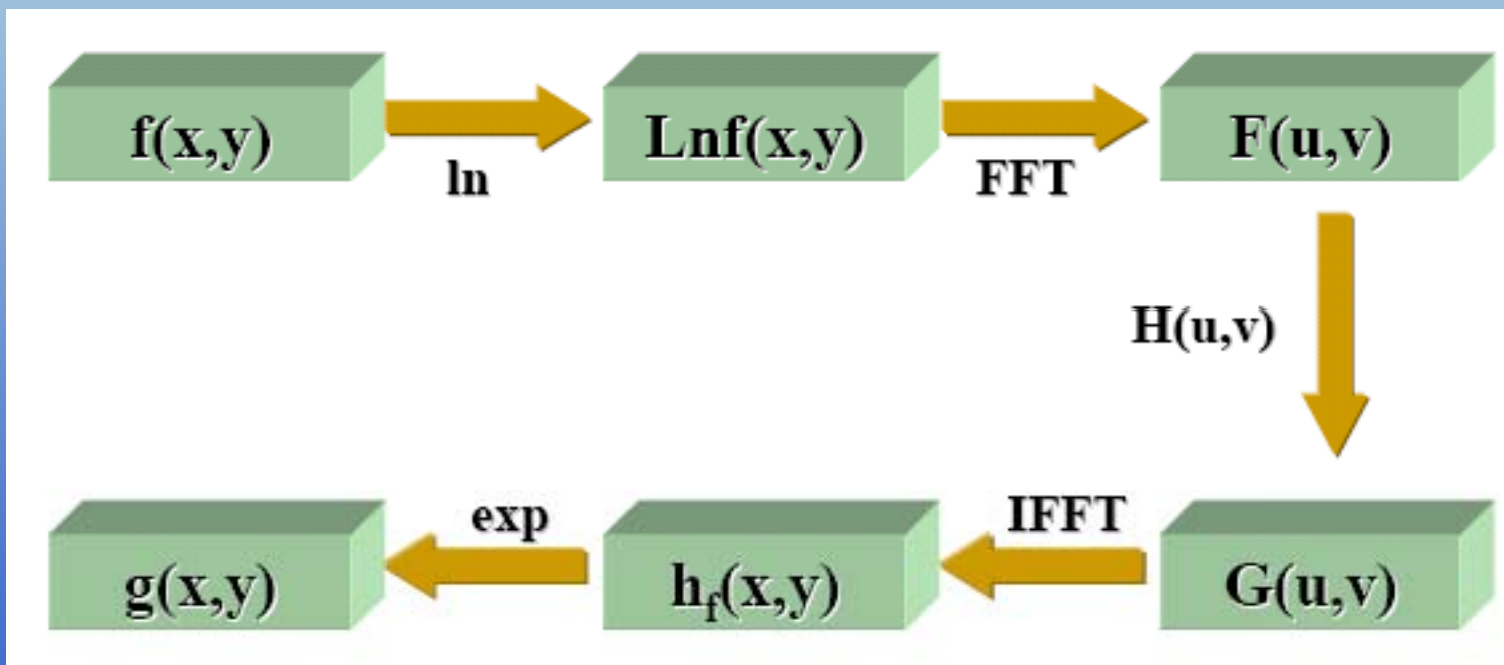 f(x,y)
ln
Lnf(x,y)
FFT
F(u,v)
H(u,v)
G(u,v)
IFFT
h_f(x,y)
exp
g(x,y)